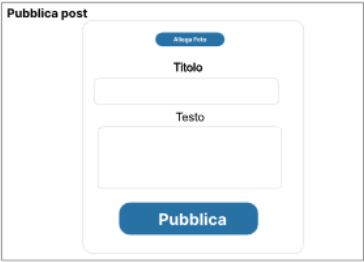 Pubblica post
Allega Foto
Titolo
Testo
Pubblica